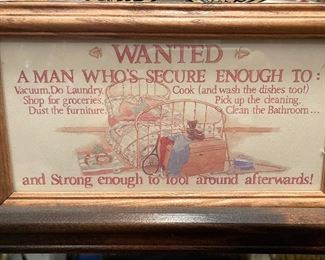 WANTED
A MAN WHO'S SECURE ENOUGH TO:
Vacuum, Do Laundry, Cook (and wash the dishes too!)
Shop for groceries, Pick up the cleaning,
Dust the furniture, Clean the Bathroom...
and Strong enough to fool around afterwards!